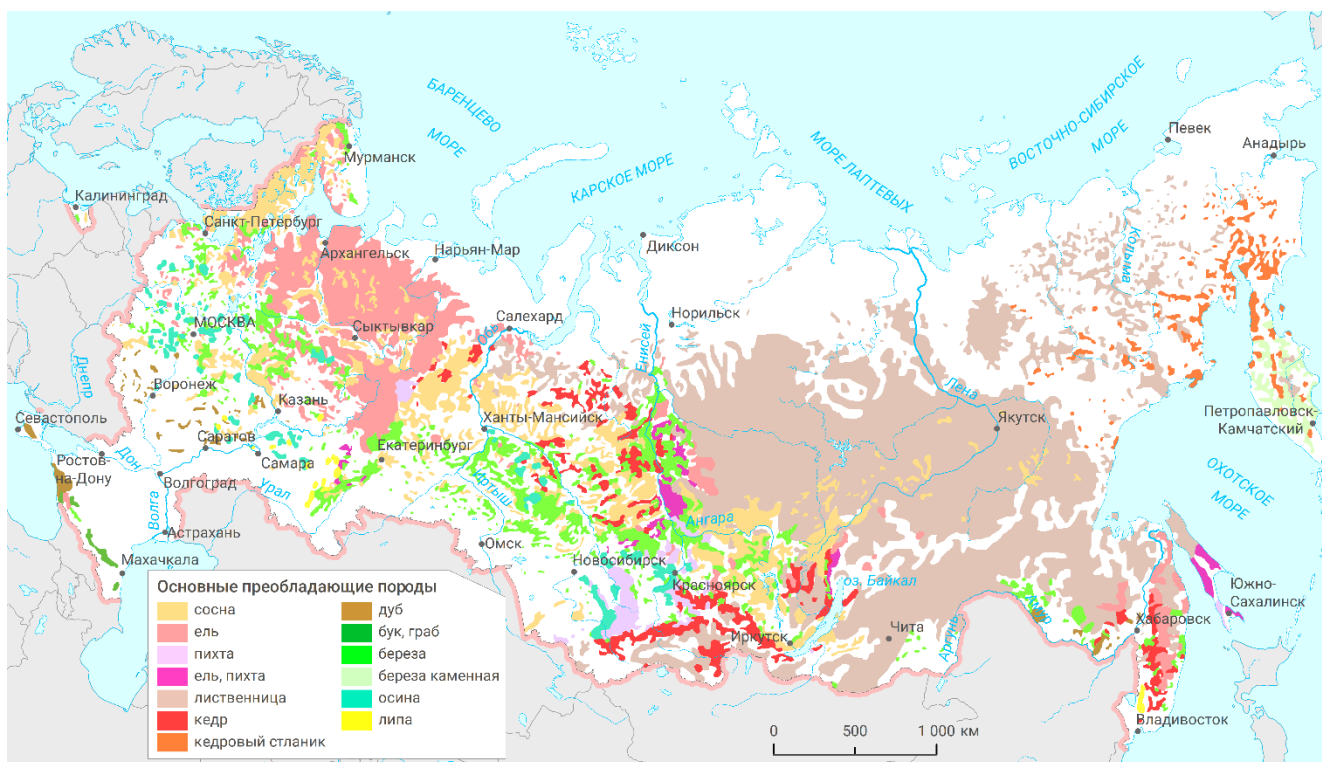 БАРЕНЦЕВО
МОРЕ
КАРСКОЕ МОРЕ
МОРЕ ЛАПТЕВЫХ
ВОСТОЧНО-СИБИРСКОЕ
МОРЕ
Певек
Анадырь
Мурманск
Калининград
Санкт-Петербург
Архангельск
Нарьян-Мар
Диксон
Колыма
МОСКВА
Сыктывкар
Салехард
Обь
Енисей
Норильск
Лена
Якутск
Днепр
Воронеж
Казань
Ханты-Мансийск
Петропавловск-
Камчатский
Севастополь
Саратов
Самара
Екатеринбург
Ростов-
на-Дону
Дон
Волгоград
Волга
Урал
Иртыш
ОХОТСКОЕ
МОРЕ
Астрахань
Ангара
Омск
Новосибирск
Красноярск
оз. Байкал
Махачкала
Иркутск
Чита
Аргунь
Амур
Хабаровск
Южно-
Сахалинск
Владивосток
Основные преобладающие породы
сосна
ель
пихта
ель, пихта
лиственница
кедр
кедровый стланик
дуб
бук, граб
береза
береза каменная
осина
липа
0 500 1 000 км